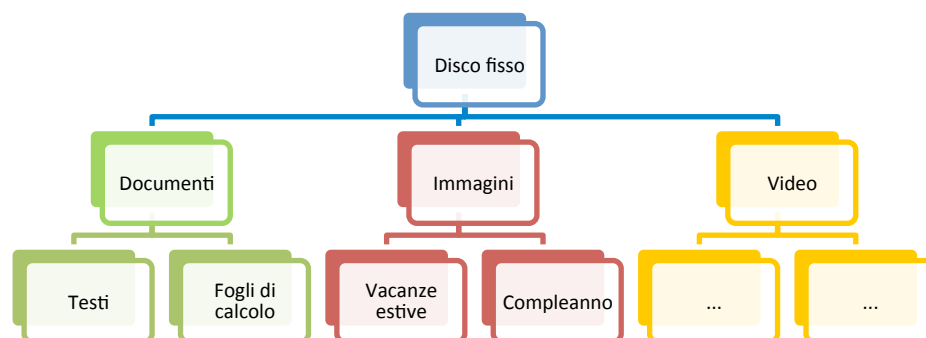 Disco fisso
Documenti
Immagini
Video
Testi
Fogli di
calcolo
Vacanze
estive
Compleanno
...
...